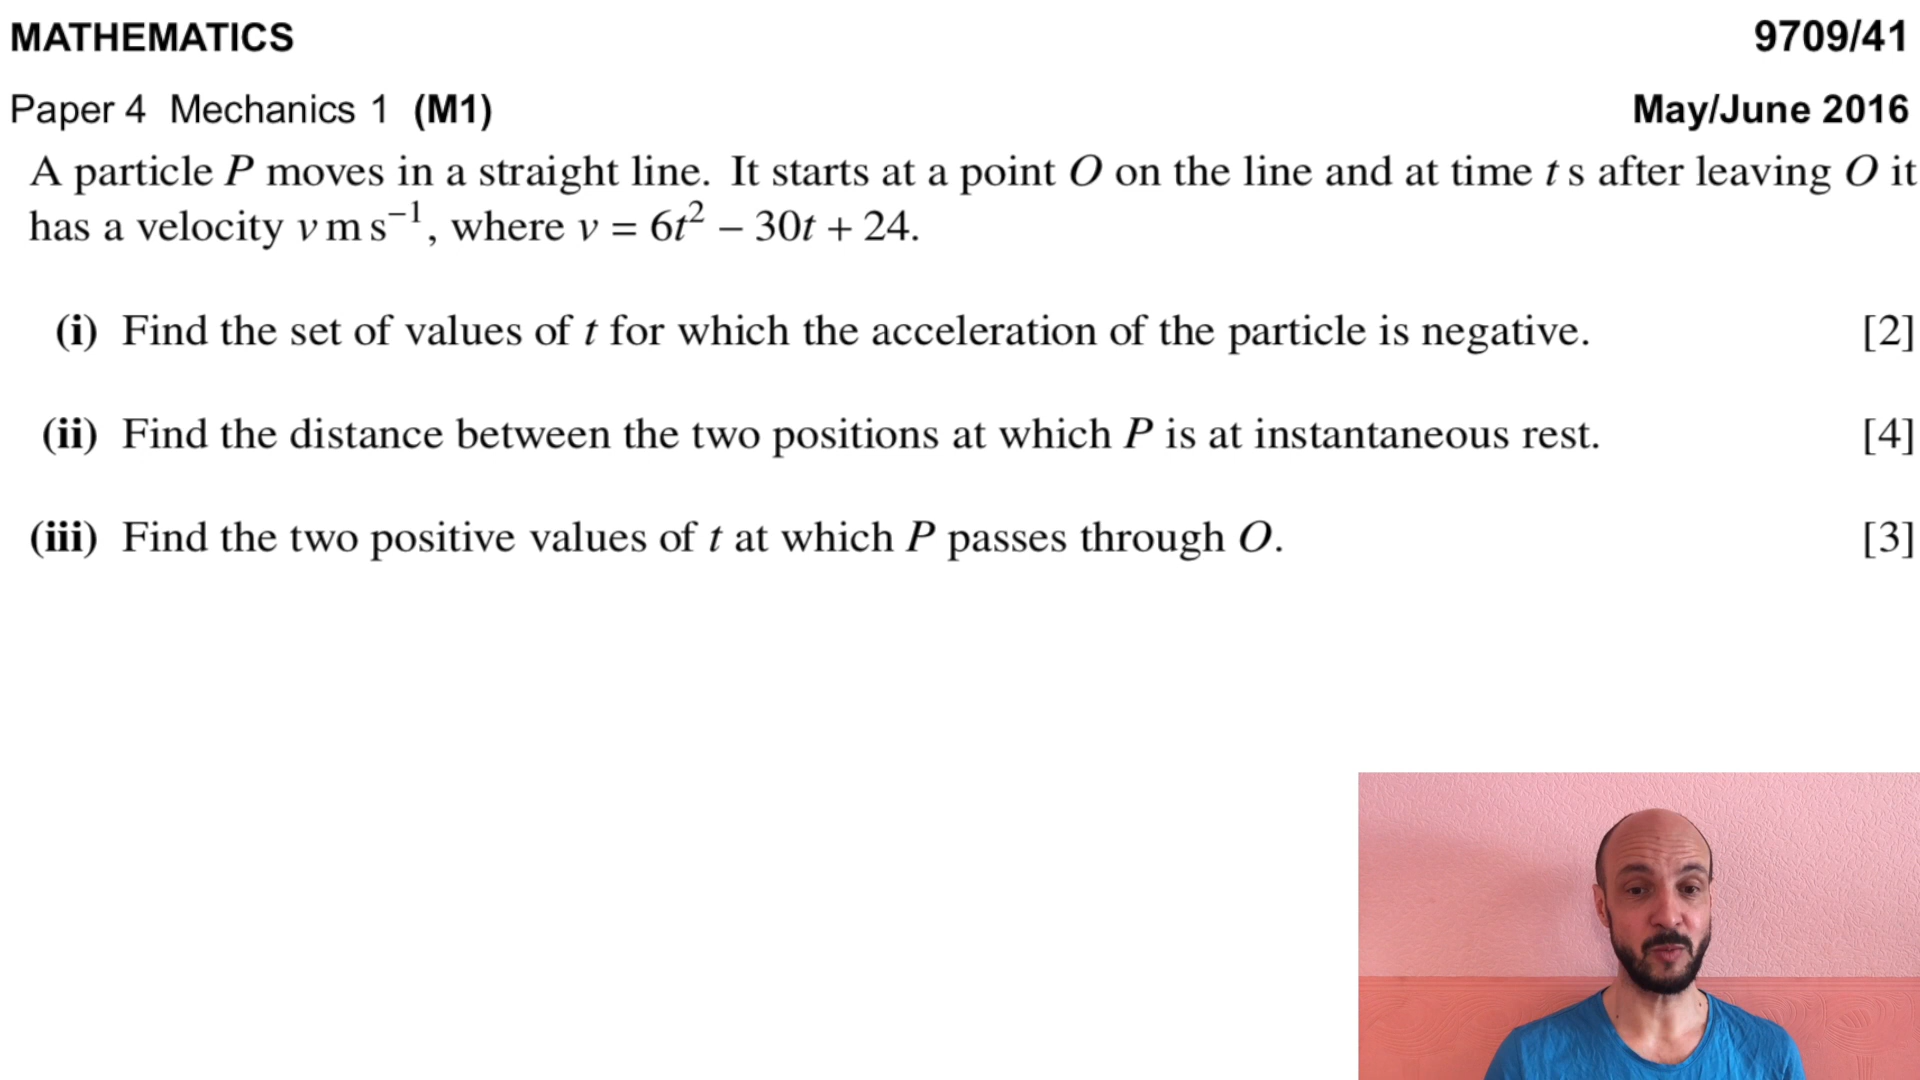 MATHEMATICS 9709/41
Paper 4 Mechanics 1 (M1) May/June 2016
A particle P moves in a straight line. It starts at a point O on the line and at time t s after leaving O it
has a velocity v m s⁻¹, where v = 6t² − 30t + 24.
(i) Find the set of values of t for which the acceleration of the particle is negative. [2]
(ii) Find the distance between the two positions at which P is at instantaneous rest. [4]
(iii) Find the two positive values of t at which P passes through O. [3]